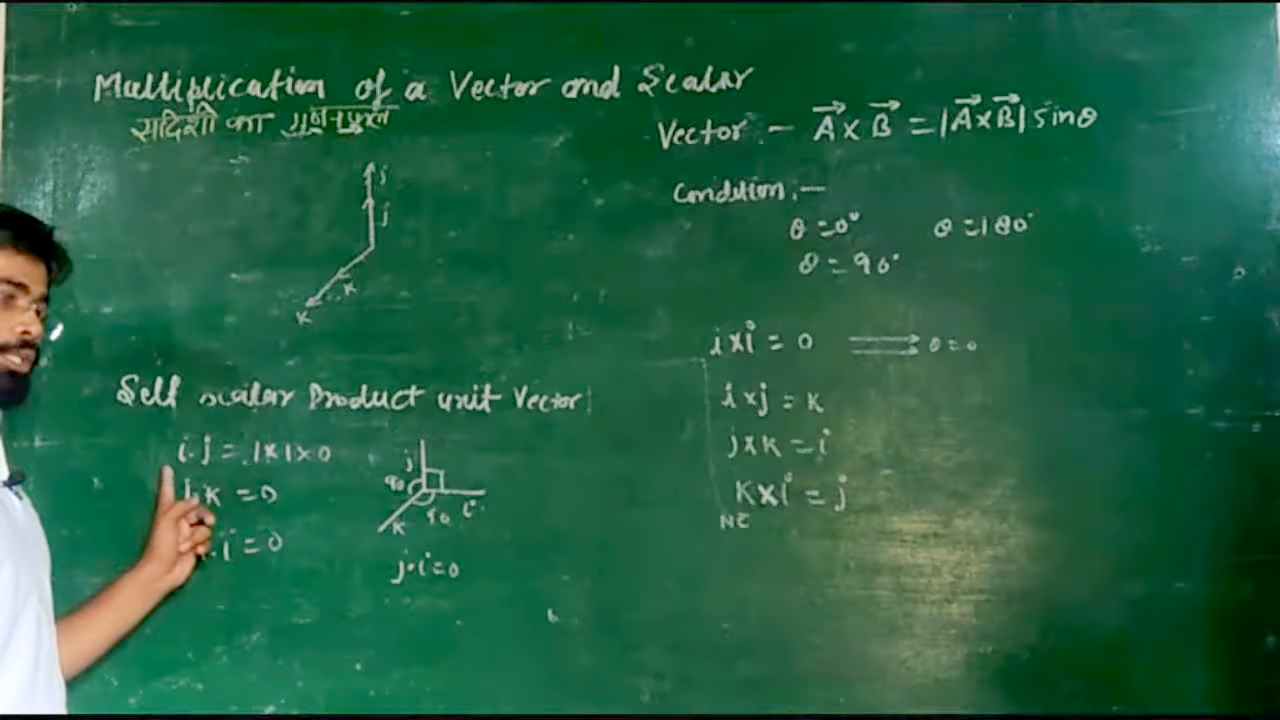 Multiplication of a Vector and Scalar
सदिशो का गुणनफल
j
j
K
K
Self scalar Product unit Vector
i.j = 1×1×0
j.K = 0
.i = 0
j
90
K
90
i
j·i=0
Vector :- A⃗ × B⃗ = |A⃗×B⃗| sinθ
Condition :-
θ=0° θ=180°
θ=90°
i×i = 0 ⟹ θ=0
i×j = K
j×K = i
K×i = j